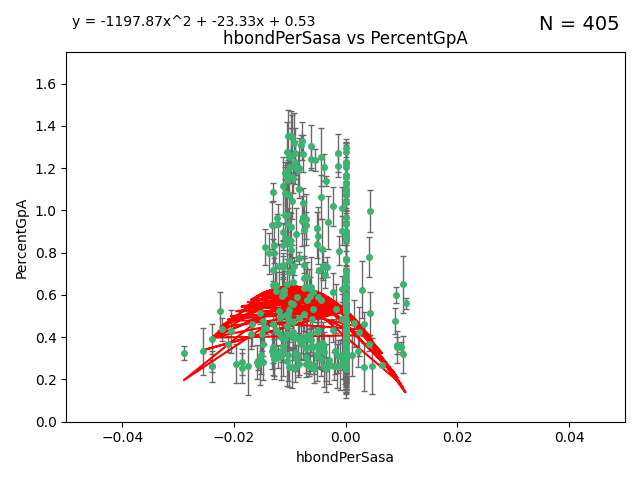 y = -1197.87x^2 + -23.33x + 0.53
N = 405
hbondPerSasa vs PercentGpA
1.6
1.4
1.2
1.0
0.8
0.6
0.4
0.2
0.0
PercentGpA
−0.04 −0.02 0.00 0.02 0.04
hbondPerSasa